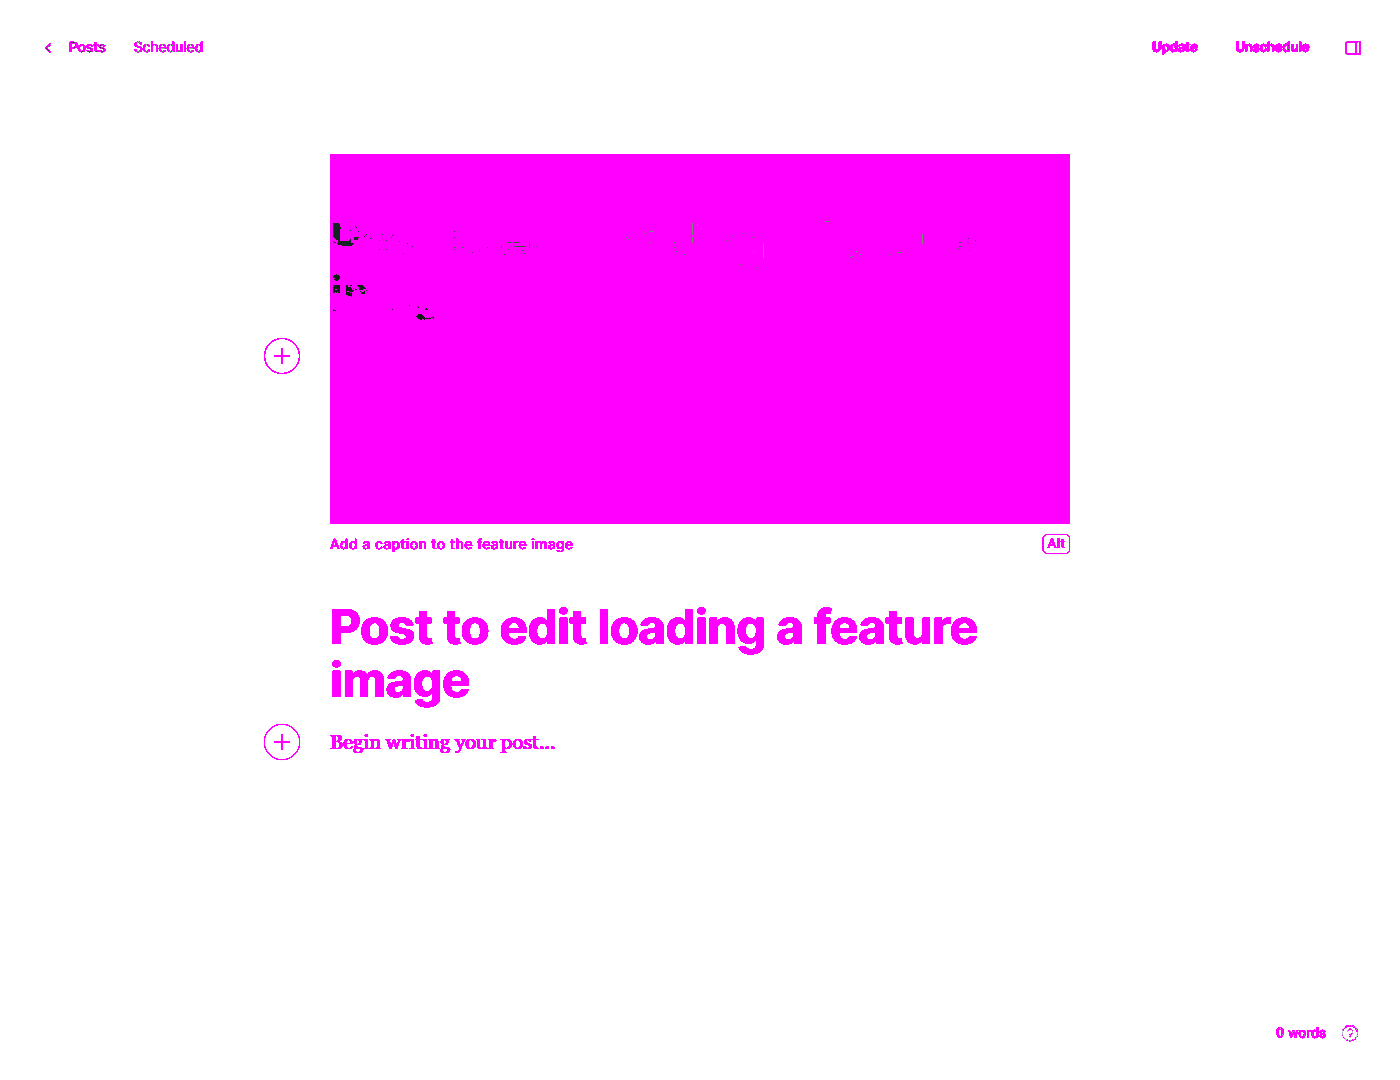 Posts Scheduled Update Unschedule
Add a caption to the feature image Alt
Post to edit loading a feature
image
Begin writing your post...
0 words ?